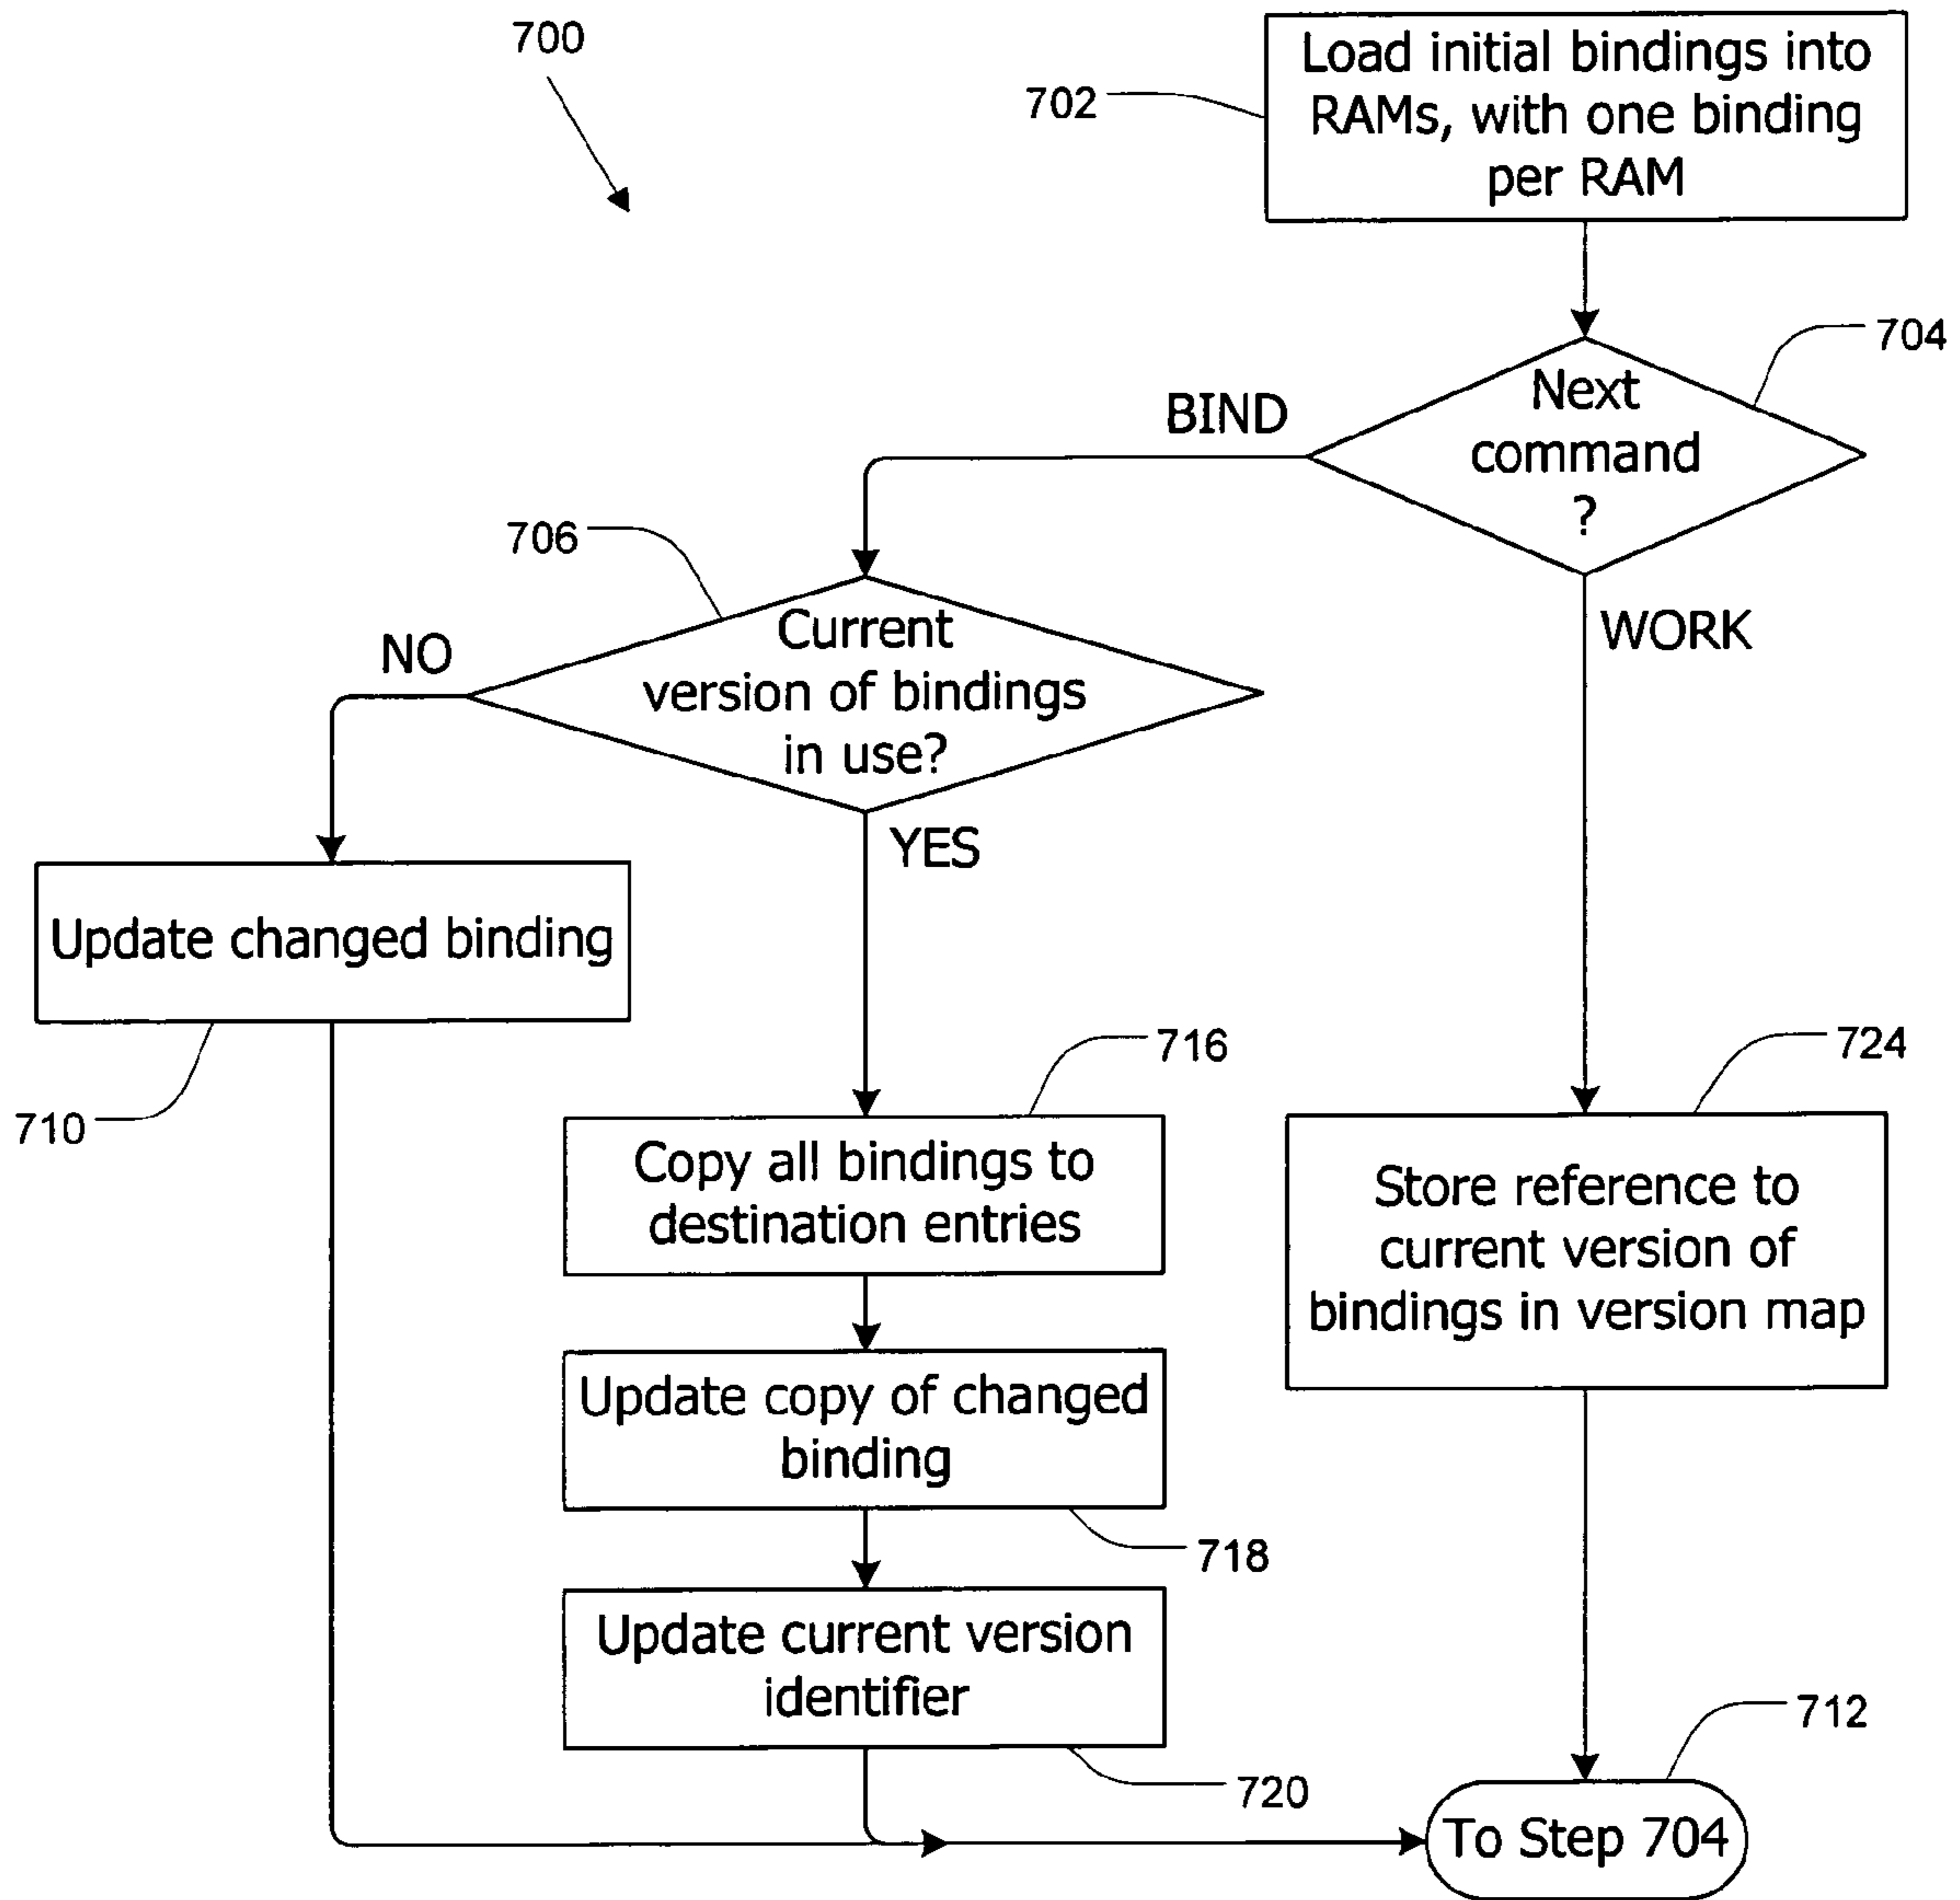 700
Load initial bindings into
RAMs, with one binding
per RAM
702
704
Next
command
?
BIND
WORK
706
Current
version of bindings
in use?
NO
YES
Update changed binding
710
716
Copy all bindings to
destination entries
724
Store reference to
current version of
bindings in version map
Update copy of changed
binding
718
Update current version
identifier
720
712
To Step 704